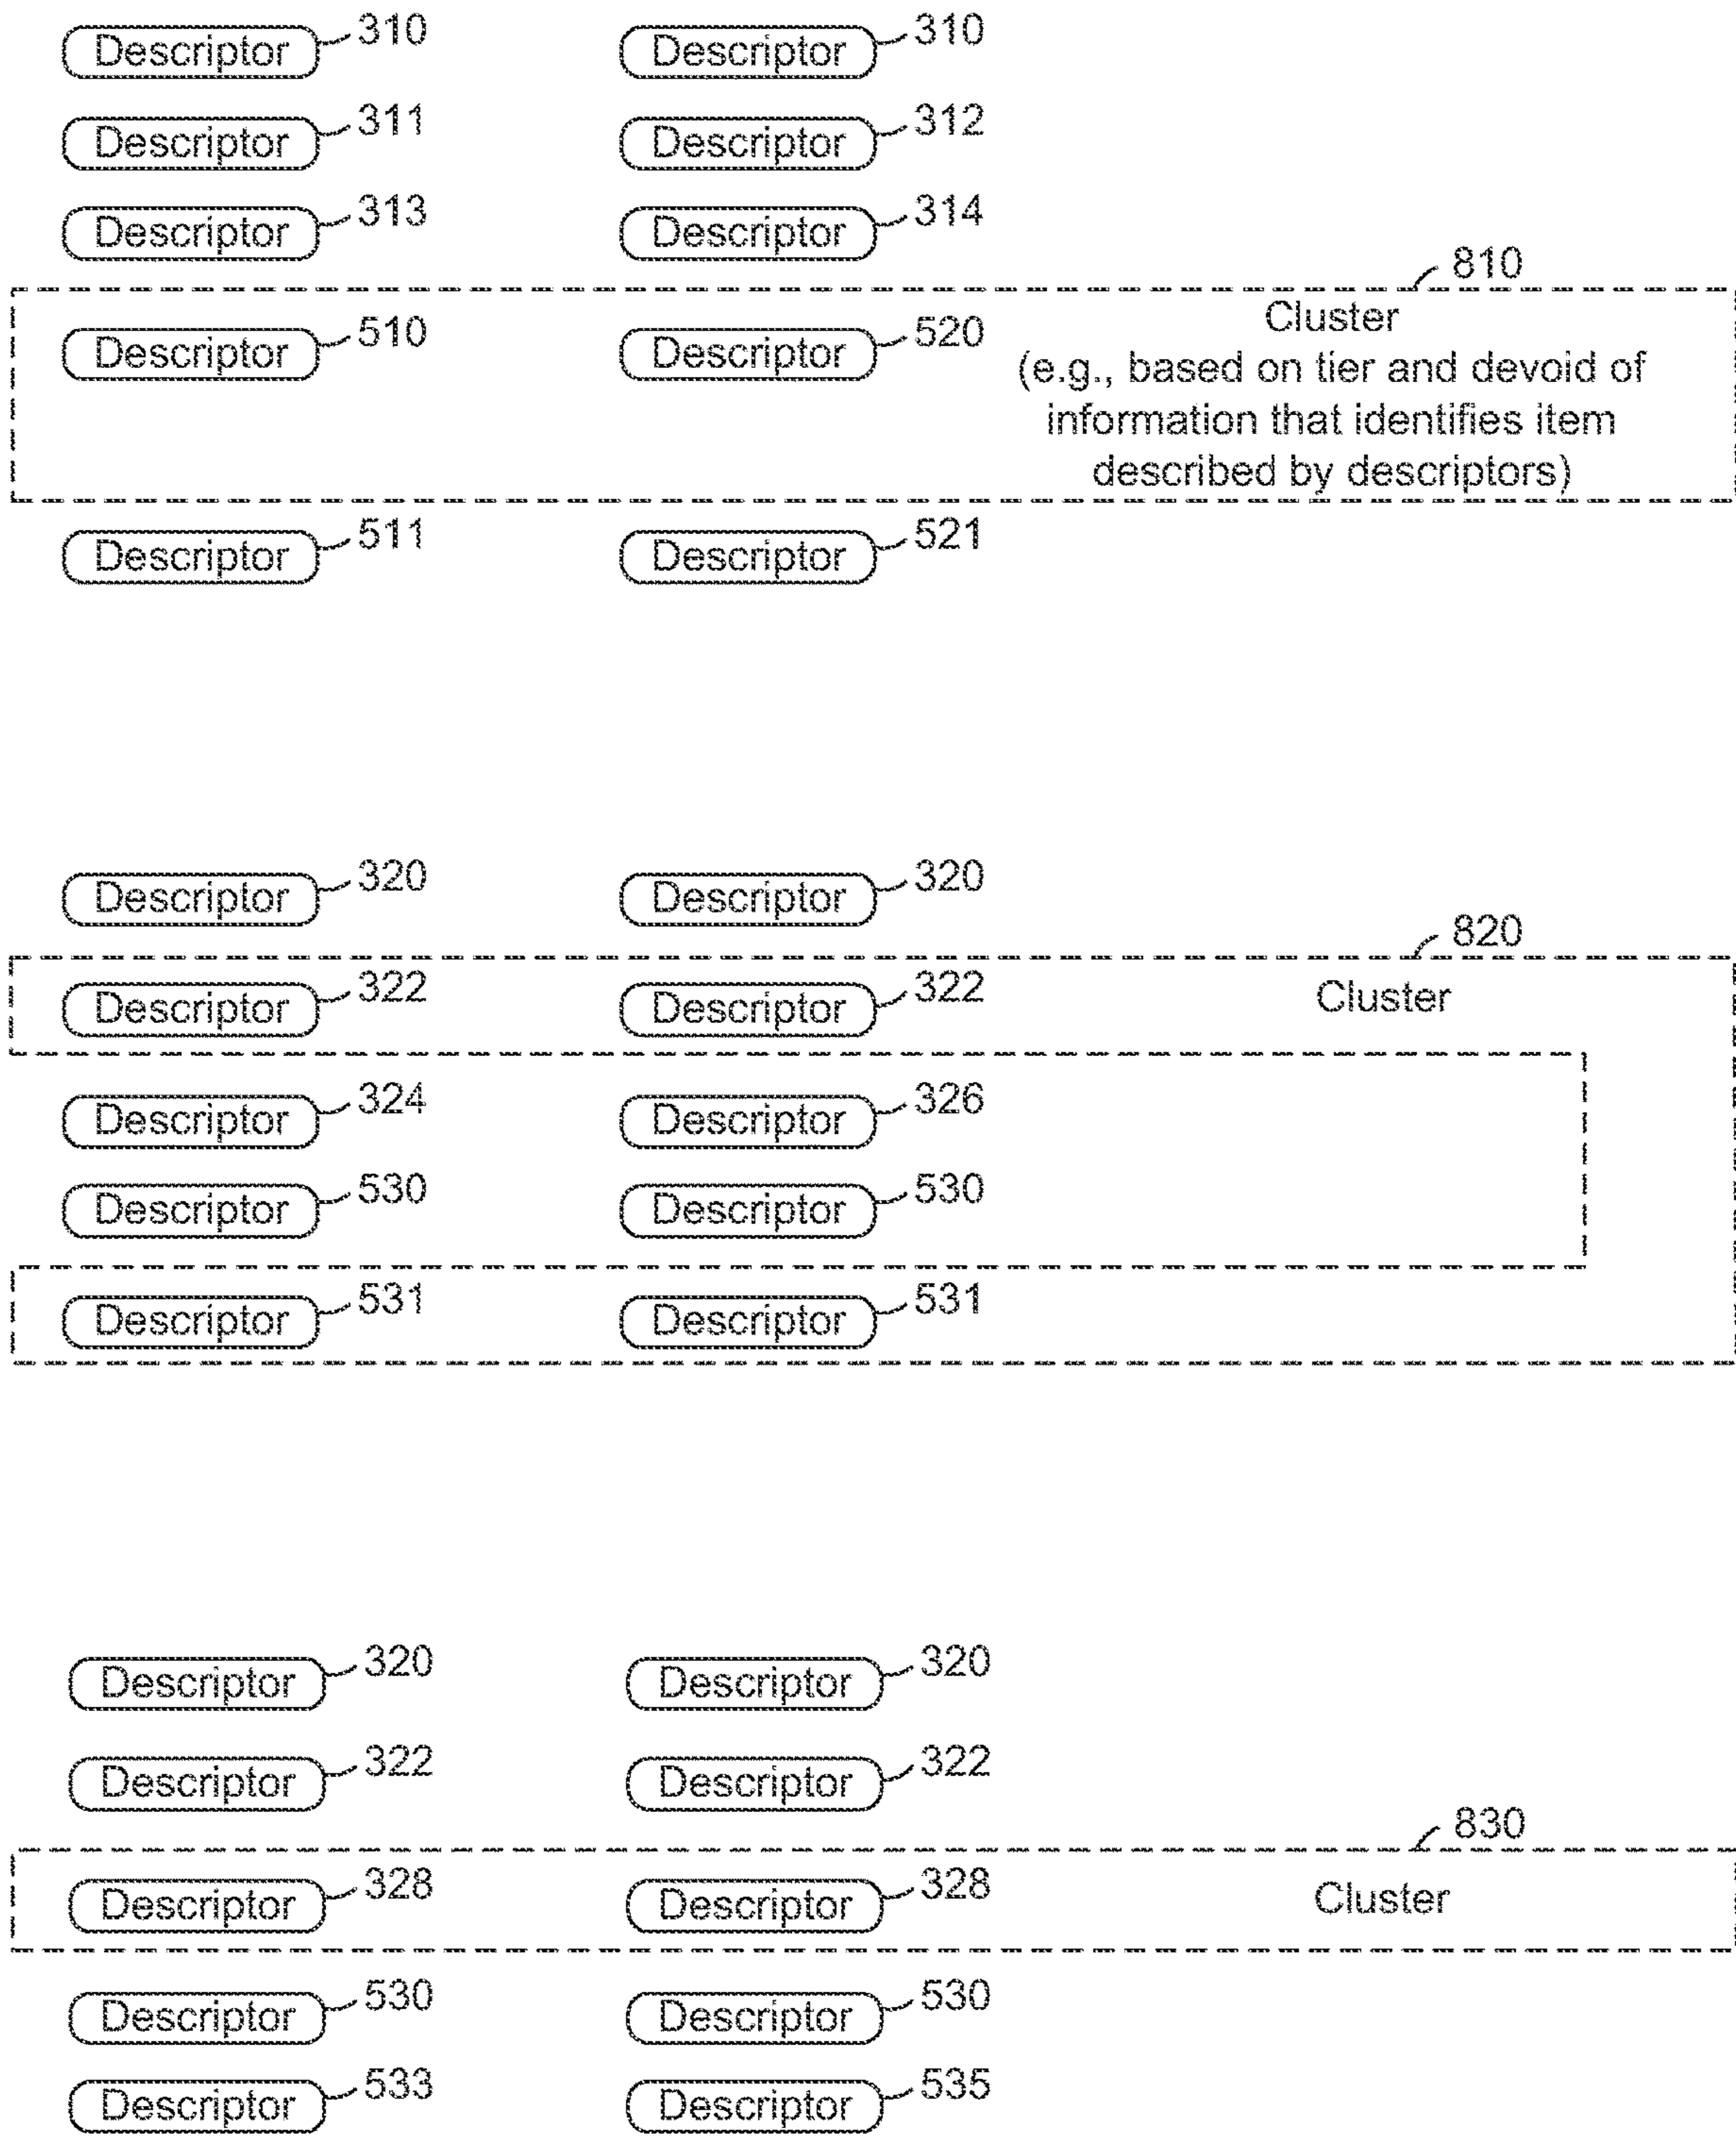 Descriptor 310 Descriptor 310
Descriptor 311 Descriptor 312
Descriptor 313 Descriptor 314
810
Descriptor 510 Descriptor 520 Cluster
(e.g., based on tier and devoid of
information that identifies item
described by descriptors)
Descriptor 511 Descriptor 521
Descriptor 320 Descriptor 320
820
Descriptor 322 Descriptor 322 Cluster
Descriptor 324 Descriptor 326
Descriptor 530 Descriptor 530
Descriptor 531 Descriptor 531
Descriptor 320 Descriptor 320
Descriptor 322 Descriptor 322
830
Descriptor 328 Descriptor 328 Cluster
Descriptor 530 Descriptor 530
Descriptor 533 Descriptor 535